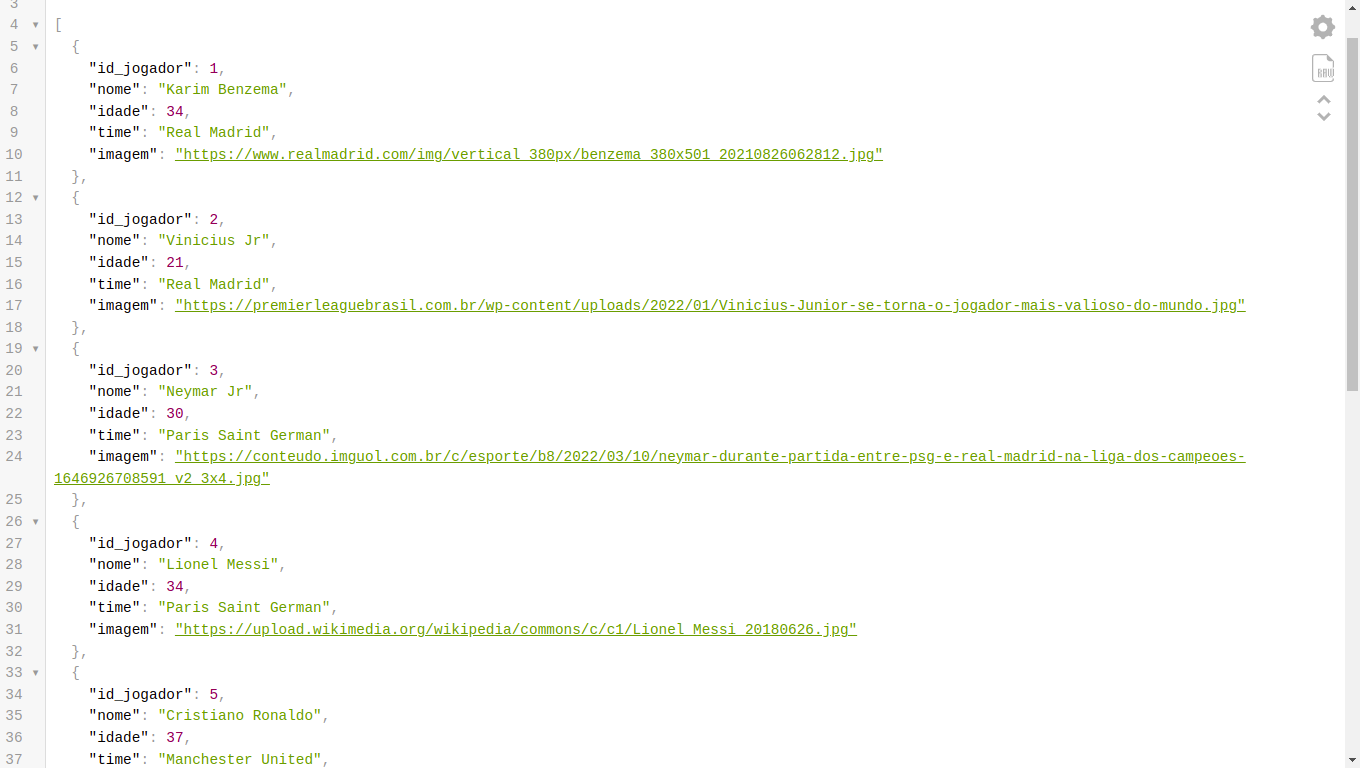 3
4 ▾ [
5 ▾ {
6 "id_jogador": 1,
7 "nome": "Karim Benzema",
8 "idade": 34,
9 "time": "Real Madrid",
10 "imagem": "https://www.realmadrid.com/img/vertical_380px/benzema_380x501_20210826062812.jpg"
11 },
12 ▾ {
13 "id_jogador": 2,
14 "nome": "Vinicius Jr",
15 "idade": 21,
16 "time": "Real Madrid",
17 "imagem": "https://premierleaguebrasil.com.br/wp-content/uploads/2022/01/Vinicius-Junior-se-torna-o-jogador-mais-valioso-do-mundo.jpg"
18 },
19 ▾ {
20 "id_jogador": 3,
21 "nome": "Neymar Jr",
22 "idade": 30,
23 "time": "Paris Saint German",
24 "imagem": "https://conteudo.imguol.com.br/c/esporte/b8/2022/03/10/neymar-durante-partida-entre-psg-e-real-madrid-na-liga-dos-campeoes-
1646926708591_v2_3x4.jpg"
25 },
26 ▾ {
27 "id_jogador": 4,
28 "nome": "Lionel Messi",
29 "idade": 34,
30 "time": "Paris Saint German",
31 "imagem": "https://upload.wikimedia.org/wikipedia/commons/c/c1/Lionel_Messi_20180626.jpg"
32 },
33 ▾ {
34 "id_jogador": 5,
35 "nome": "Cristiano Ronaldo",
36 "idade": 37,
37 "time": "Manchester United",
RAW